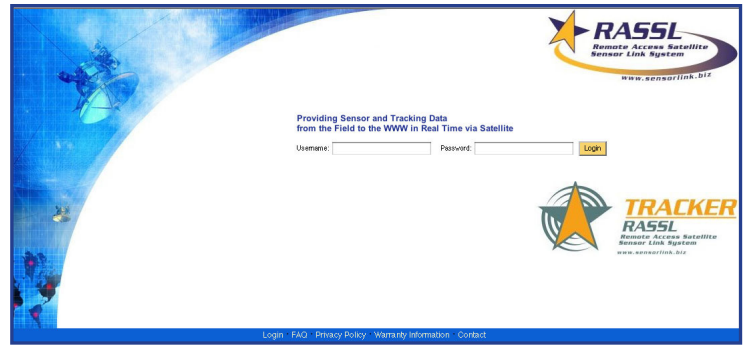 RASSL
Remote Access Satellite
Sensor Link System
www.sensorlink.biz
Providing Sensor and Tracking Data
from the Field to the WWW in Real Time via Satellite
Username: Password: Login
TRACKER
RASSL
Remote Access Satellite
Sensor Link System
www.sensorlink.biz
Login FAQ Privacy Policy Warranty Information Contact